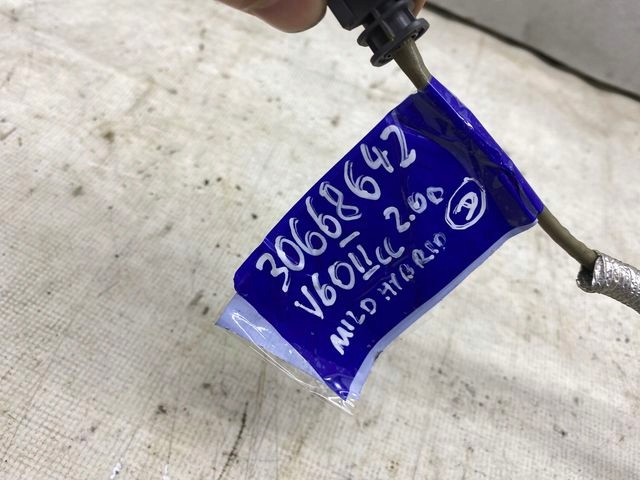 30668642
V60II CC 2.0D
MILD HYBRID
A